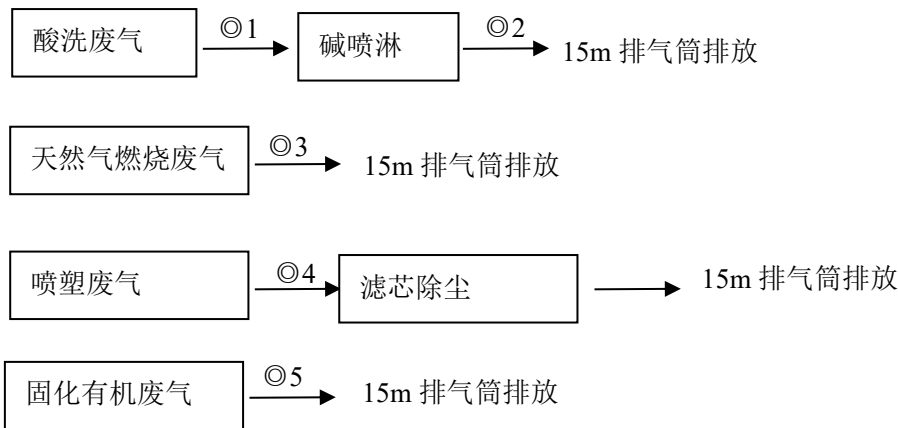 酸洗废气 ◎1 碱喷淋 ◎2 15m 排气筒排放
天然气燃烧废气 ◎3 15m 排气筒排放
喷塑废气 ◎4 滤芯除尘 15m 排气筒排放
固化有机废气 ◎5 15m 排气筒排放